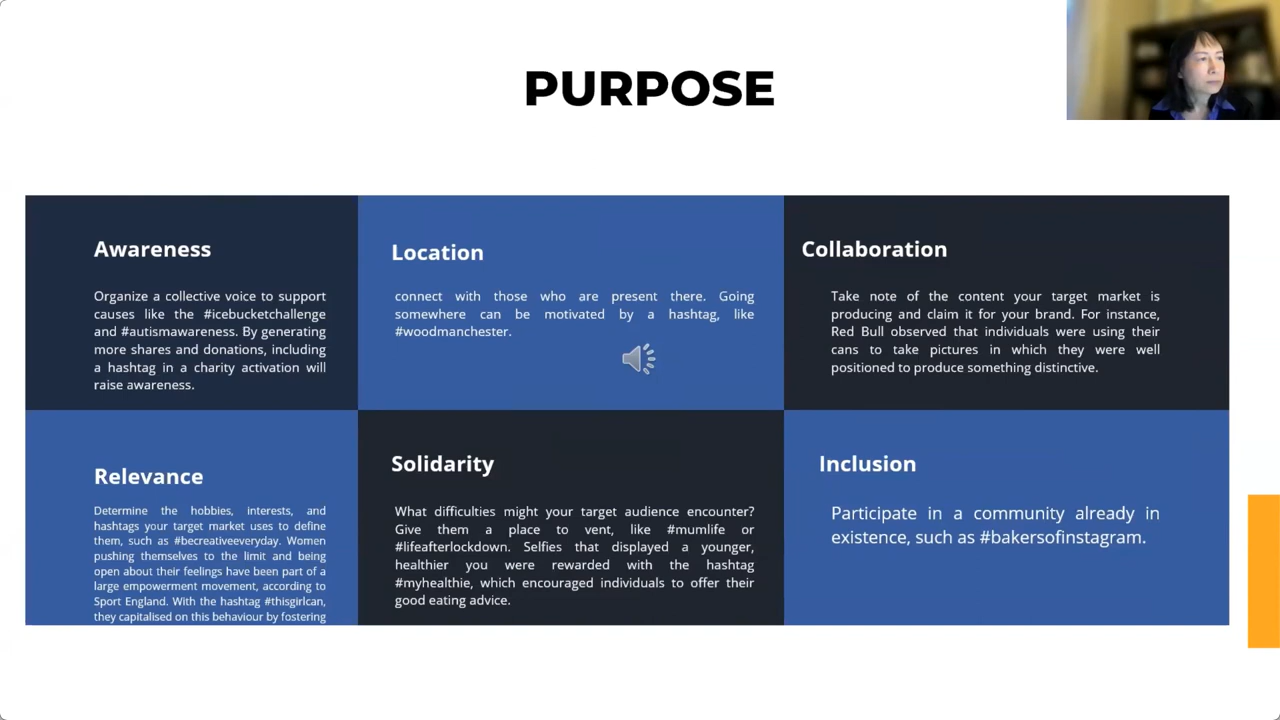 PURPOSE
Awareness
Organize a collective voice to support
causes like the #icebucketchallenge
and #autismawareness. By generating
more shares and donations, including
a hashtag in a charity activation will
raise awareness.
Location
connect with those who are present there. Going
somewhere can be motivated by a hashtag, like
#woodmanchester.
Collaboration
Take note of the content your target market is
producing and claim it for your brand. For instance,
Red Bull observed that individuals were using their
cans to take pictures in which they were well
positioned to produce something distinctive.
Relevance
Determine the hobbies, interests, and
hashtags your target market uses to define
them, such as #becreativeeveryday. Women
pushing themselves to the limit and being
open about their feelings have been part of a
large empowerment movement, according to
Sport England. With the hashtag #thisgirlcan,
they capitalised on this behaviour by fostering
Solidarity
What difficulties might your target audience encounter?
Give them a place to vent, like #mumlife or
#lifeafterlockdown. Selfies that displayed a younger,
healthier you were rewarded with the hashtag
#myhealthie, which encouraged individuals to offer their
good eating advice.
Inclusion
Participate in a community already in
existence, such as #bakersofinstagram.